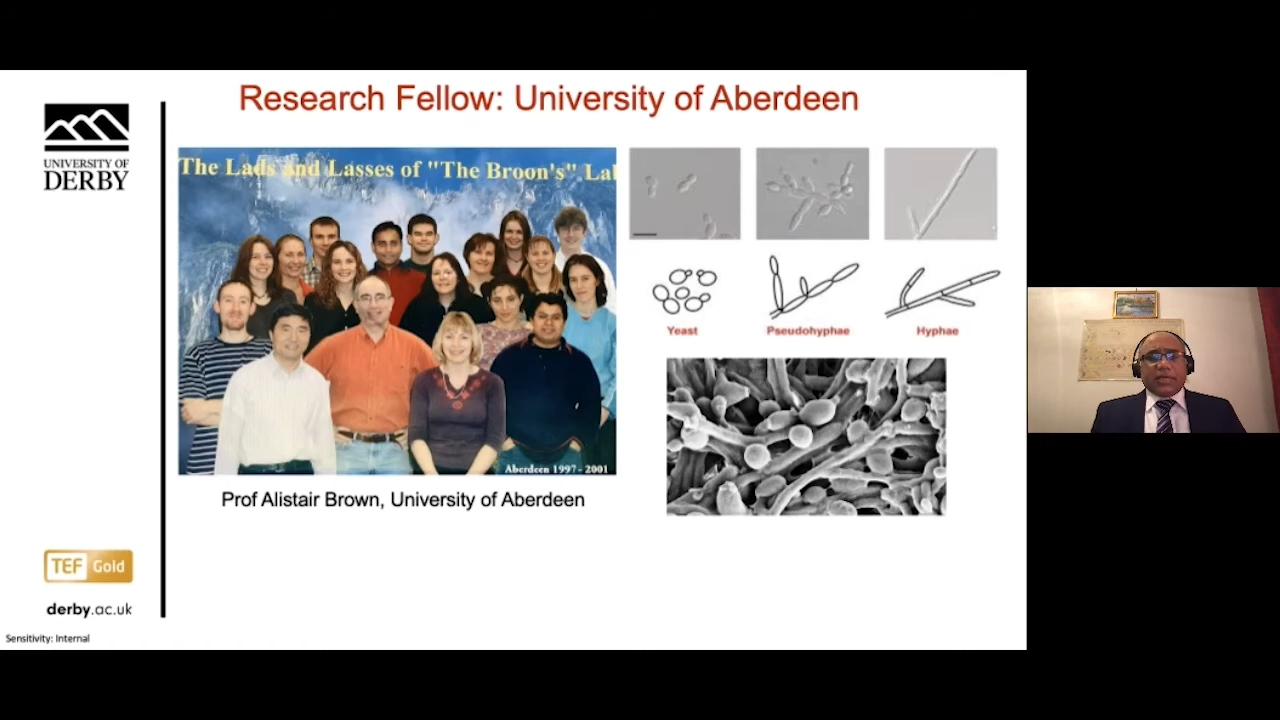 Research Fellow: University of Aberdeen
UNIVERSITY OF
DERBY
The Lads and Lasses of "The Broon's" Lab
Aberdeen 1997 - 2001
Prof Alistair Brown, University of Aberdeen
Yeast
Pseudohyphae
Hyphae
TEF Gold
derby.ac.uk
Sensitivity: Internal